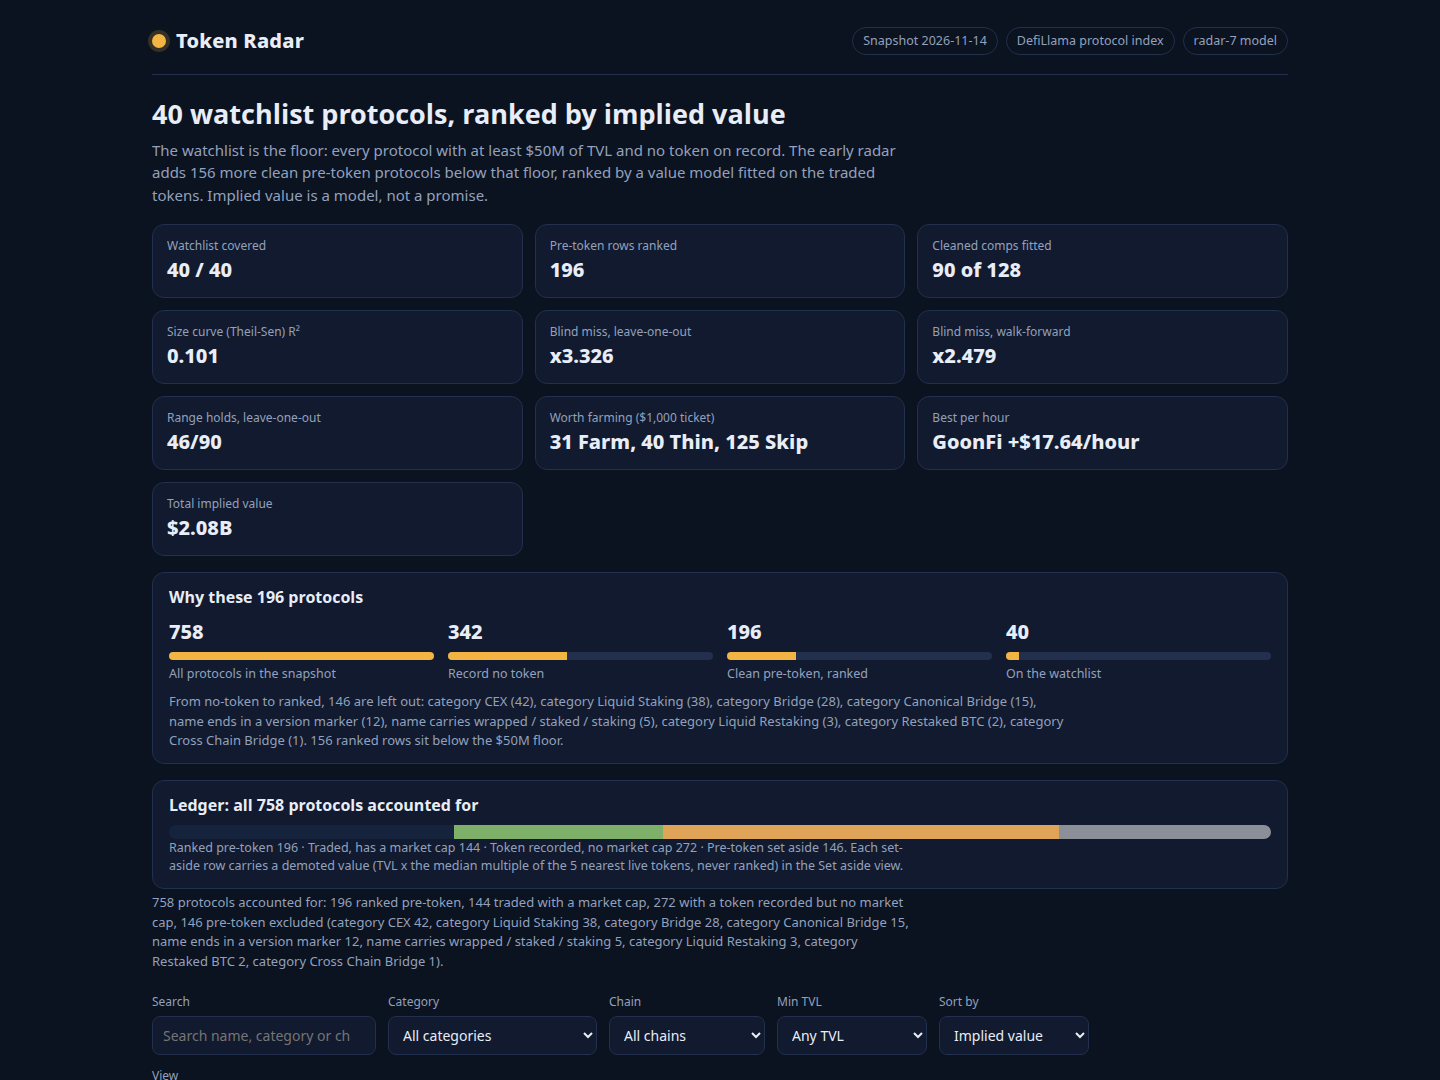 Token Radar
Snapshot 2026-11-14
DefiLlama protocol index
radar-7 model
40 watchlist protocols, ranked by implied value
The watchlist is the floor: every protocol with at least $50M of TVL and no token on record. The early radar
adds 156 more clean pre-token protocols below that floor, ranked by a value model fitted on the traded
tokens. Implied value is a model, not a promise.
Watchlist covered
40 / 40
Pre-token rows ranked
196
Cleaned comps fitted
90 of 128
Size curve (Theil-Sen) R²
0.101
Blind miss, leave-one-out
x3.326
Blind miss, walk-forward
x2.479
Range holds, leave-one-out
46/90
Worth farming ($1,000 ticket)
31 Farm, 40 Thin, 125 Skip
Best per hour
GoonFi +$17.64/hour
Total implied value
$2.08B
Why these 196 protocols
758
All protocols in the snapshot
342
Record no token
196
Clean pre-token, ranked
40
On the watchlist
From no-token to ranked, 146 are left out: category CEX (42), category Liquid Staking (38), category Bridge (28), category Canonical Bridge (15),
name ends in a version marker (12), name carries wrapped / staked / staking (5), category Liquid Restaking (3), category Restaked BTC (2), category
Cross Chain Bridge (1). 156 ranked rows sit below the $50M floor.
Ledger: all 758 protocols accounted for
Ranked pre-token 196 · Traded, has a market cap 144 · Token recorded, no market cap 272 · Pre-token set aside 146. Each set-
aside row carries a demoted value (TVL x the median multiple of the 5 nearest live tokens, never ranked) in the Set aside view.
758 protocols accounted for: 196 ranked pre-token, 144 traded with a market cap, 272 with a token recorded but no market
cap, 146 pre-token excluded (category CEX 42, category Liquid Staking 38, category Bridge 28, category Canonical Bridge 15,
name ends in a version marker 12, name carries wrapped / staked / staking 5, category Liquid Restaking 3, category
Restaked BTC 2, category Cross Chain Bridge 1).
Search
Search name, category or ch
Category
All categories
Chain
All chains
Min TVL
Any TVL
Sort by
Implied value
View